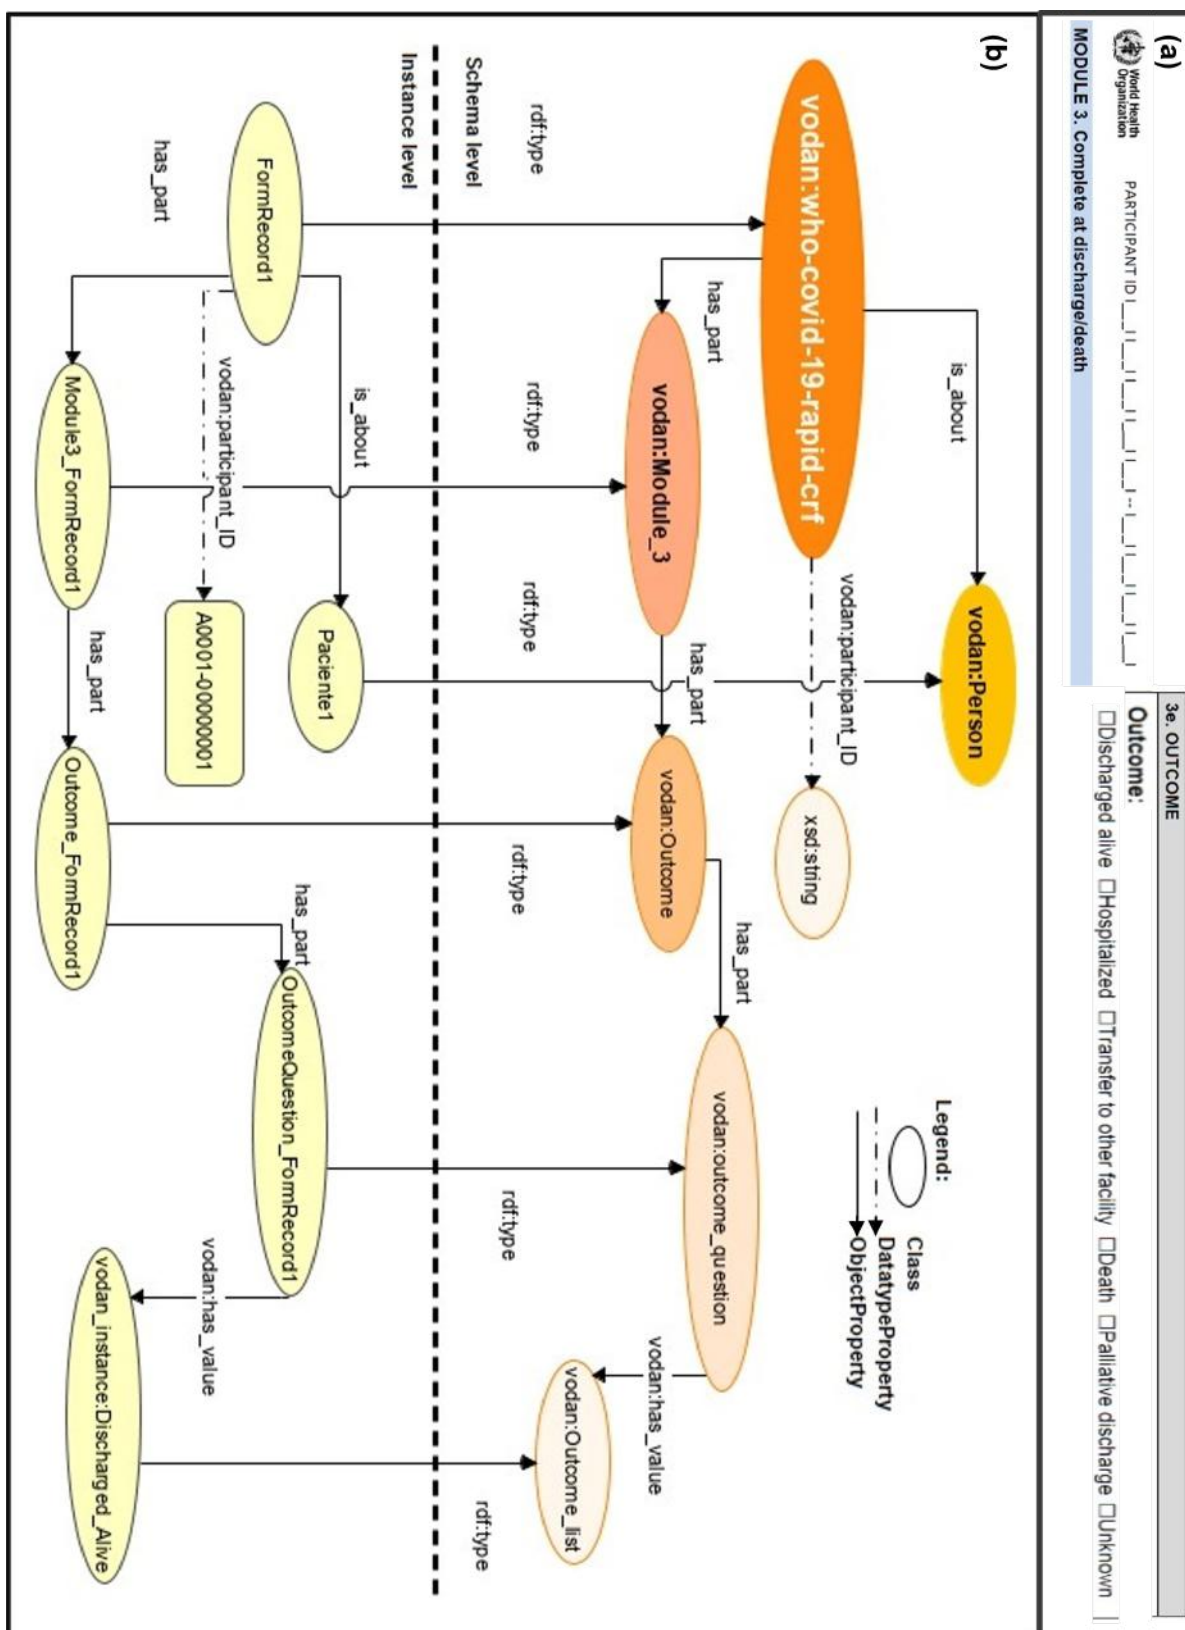 (a)
World Health
Organization
PARTICIPANT ID I___II___II___II___II___I--I___II___II___II___I
MODULE 3. Complete at discharge/death
3e. OUTCOME
Outcome:
☐Discharged alive ☐Hospitalized ☐Transfer to other facility ☐Death ☐Palliative discharge ☐Unknown
(b)
vodan:Person
is_about
vodan:who-covid-19-rapid-crf
vodan:participant_ID
xsd:string
Legend:
Class
DatatypeProperty
ObjectProperty
has_part
vodan:Module_3
has_part
vodan:Outcome
has_part
vodan:outcome_question
vodan:has_value
vodan:Outcome_list
rdf:type
rdf:type
rdf:type
rdf:type
rdf:type
rdf:type
Schema level
Instance level
FormRecord1
is_about
Paciente1
vodan:participant_ID
A0001-00000001
has_part
Module3_FormRecord1
has_part
Outcome_FormRecord1
has_part
OutcomeQuestion_FormRecord1
vodan:has_value
vodan_instance:Discharged_Alive